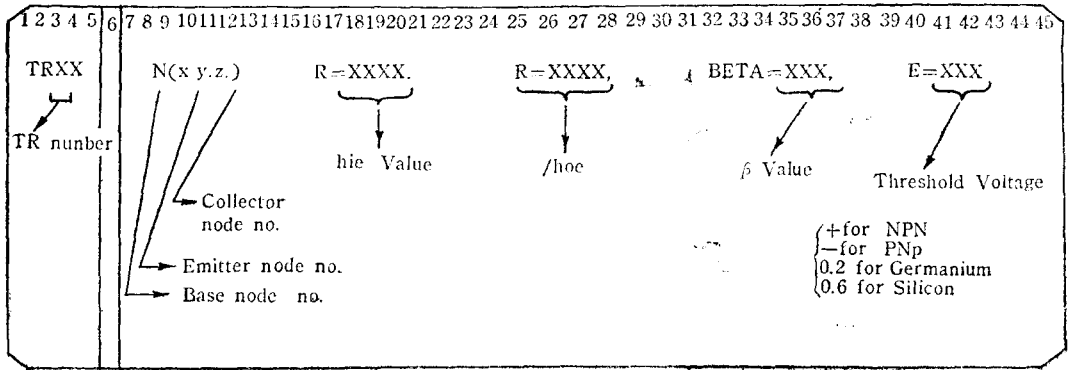 1 2 3 4 5 6 7 8 9 10 11 12 13 14 15 16 17 18 19 20 21 22 23 24 25 26 27 28 29 30 31 32 33 34 35 36 37 38 39 40 41 42 43 44 45
TRXX N(x y.z.) R=XXXX. R=XXXX, BETA=XXX, E=XXX
TR nunber
hie Value /hoe β Value Threshold Voitage
Collector
node no.
+for NPN
−for PNp
Emitter node no.
0.2 for Germanium
0.6 for Silicon
Base node no.